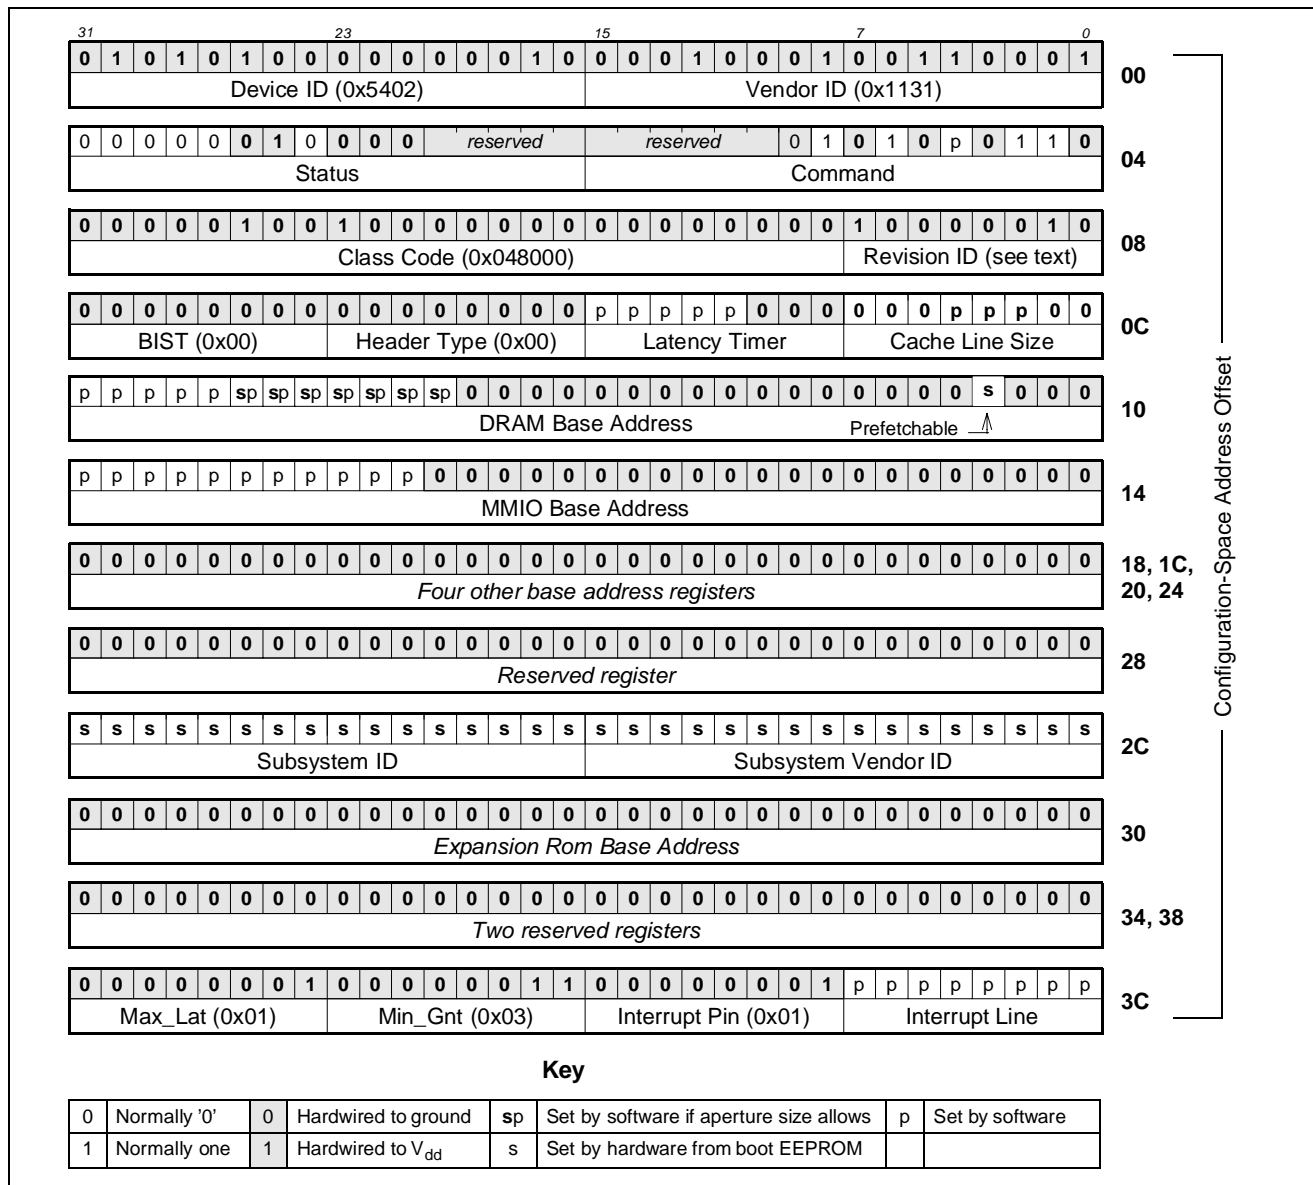 31 23 15 7 0
0 1 0 1 0 1 0 0 0 0 0 0 0 0 1 0 0 0 0 1 0 0 0 1 0 0 1 1 0 0 0 1
00
Device ID (0x5402) Vendor ID (0x1131)
0 0 0 0 0 0 1 0 0 0 0 reserved reserved 0 1 0 1 0 p 0 1 1 0
04
Status Command
0 0 0 0 0 1 0 0 1 0 0 0 0 0 0 0 0 0 0 0 0 0 0 0 1 0 0 0 0 0 1 0
08
Class Code (0x048000) Revision ID (see text)
0 0 0 0 0 0 0 0 0 0 0 0 0 0 0 0 p p p p p 0 0 0 0 0 0 p p p 0 0
0C
BIST (0x00) Header Type (0x00) Latency Timer Cache Line Size
p p p p p sp sp sp sp sp sp sp 0 0 0 0 0 0 0 0 0 0 0 0 0 0 0 0 s 0 0 0
10
DRAM Base Address Prefetchable
p p p p p p p p p p p 0 0 0 0 0 0 0 0 0 0 0 0 0 0 0 0 0 0 0 0 0
14
MMIO Base Address
0 0 0 0 0 0 0 0 0 0 0 0 0 0 0 0 0 0 0 0 0 0 0 0 0 0 0 0 0 0 0 0
18, 1C,
20, 24
Four other base address registers
0 0 0 0 0 0 0 0 0 0 0 0 0 0 0 0 0 0 0 0 0 0 0 0 0 0 0 0 0 0 0 0
28
Reserved register
s s s s s s s s s s s s s s s s s s s s s s s s s s s s s s s s
2C
Subsystem ID Subsystem Vendor ID
0 0 0 0 0 0 0 0 0 0 0 0 0 0 0 0 0 0 0 0 0 0 0 0 0 0 0 0 0 0 0 0
30
Expansion Rom Base Address
0 0 0 0 0 0 0 0 0 0 0 0 0 0 0 0 0 0 0 0 0 0 0 0 0 0 0 0 0 0 0 0
34, 38
Two reserved registers
0 0 0 0 0 0 0 1 0 0 0 0 0 0 1 1 0 0 0 0 0 0 0 1 p p p p p p p p
3C
Max_Lat (0x01) Min_Gnt (0x03) Interrupt Pin (0x01) Interrupt Line
Configuration-Space Address Offset
Key
0 Normally '0' 0 Hardwired to ground sp Set by software if aperture size allows p Set by software
1 Normally one 1 Hardwired to Vdd s Set by hardware from boot EEPROM